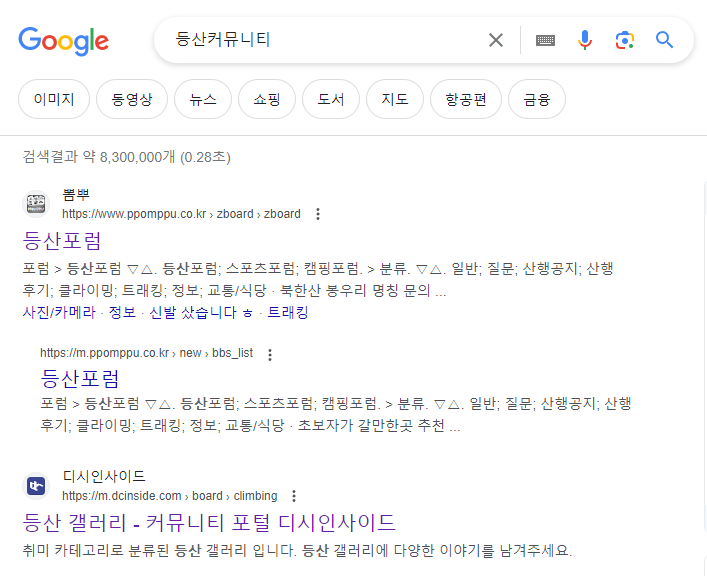 Google
등산커뮤니티
이미지
동영상
뉴스
쇼핑
도서
지도
항공편
금융
검색결과 약 8,300,000개 (0.28초)
뽐뿌
https://www.ppomppu.co.kr › zboard › zboard
등산포럼
포럼 > 등산포럼 ▽△. 등산포럼; 스포츠포럼; 캠핑포럼. > 분류. ▽△. 일반; 질문; 산행공지; 산행
후기; 클라이밍; 트래킹; 정보; 교통/식당 · 북한산 봉우리 명칭 문의 ...
사진/카메라 · 정보 · 신발 샀습니다 ㅎ · 트래킹
https://m.ppomppu.co.kr › new › bbs_list
등산포럼
포럼 > 등산포럼 ▽△. 등산포럼; 스포츠포럼; 캠핑포럼. > 분류. ▽△. 일반; 질문; 산행공지; 산행
후기; 클라이밍; 트래킹; 정보; 교통/식당 · 초보자가 갈만한곳 추천 ...
디시인사이드
https://m.dcinside.com › board › climbing
등산 갤러리 - 커뮤니티 포털 디시인사이드
취미 카테고리로 분류된 등산 갤러리 입니다. 등산 갤러리에 다양한 이야기를 남겨주세요.